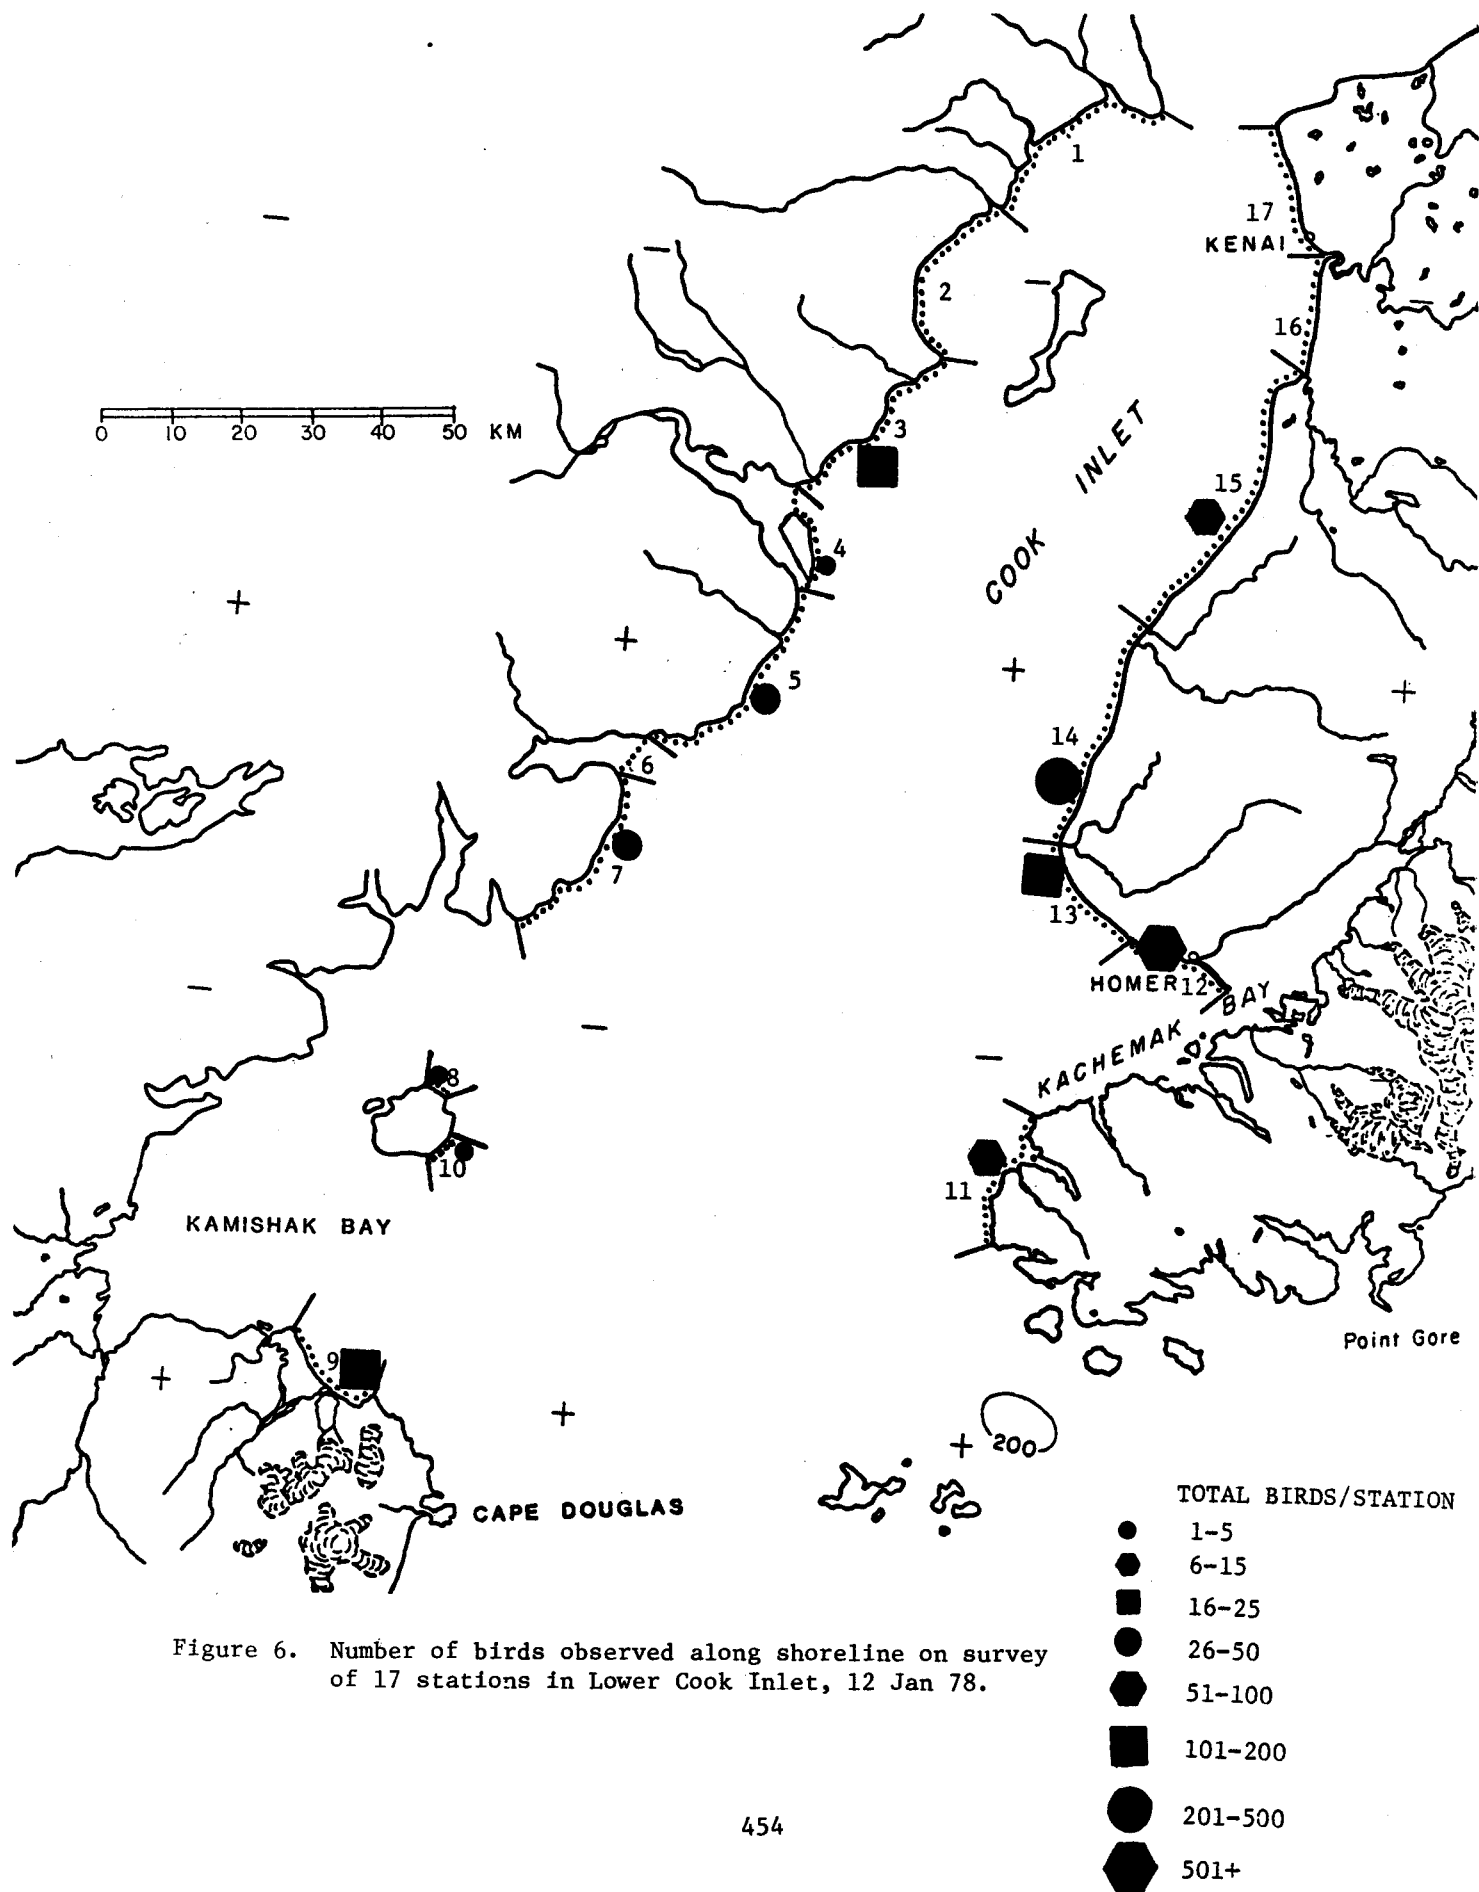 1
17
KENAI
2
16
0 10 20 30 40 50 KM
3
COOK INLET
15
4
5
14
6
7
13
HOMER 12
KACHEMAK BAY
8
10
11
KAMISHAK BAY
9
Point Gore
200
CAPE DOUGLAS
TOTAL BIRDS/STATION
1-5
6-15
16-25
26-50
51-100
101-200
201-500
501+
Figure 6. Number of birds observed along shoreline on survey
of 17 stations in Lower Cook Inlet, 12 Jan 78.
454